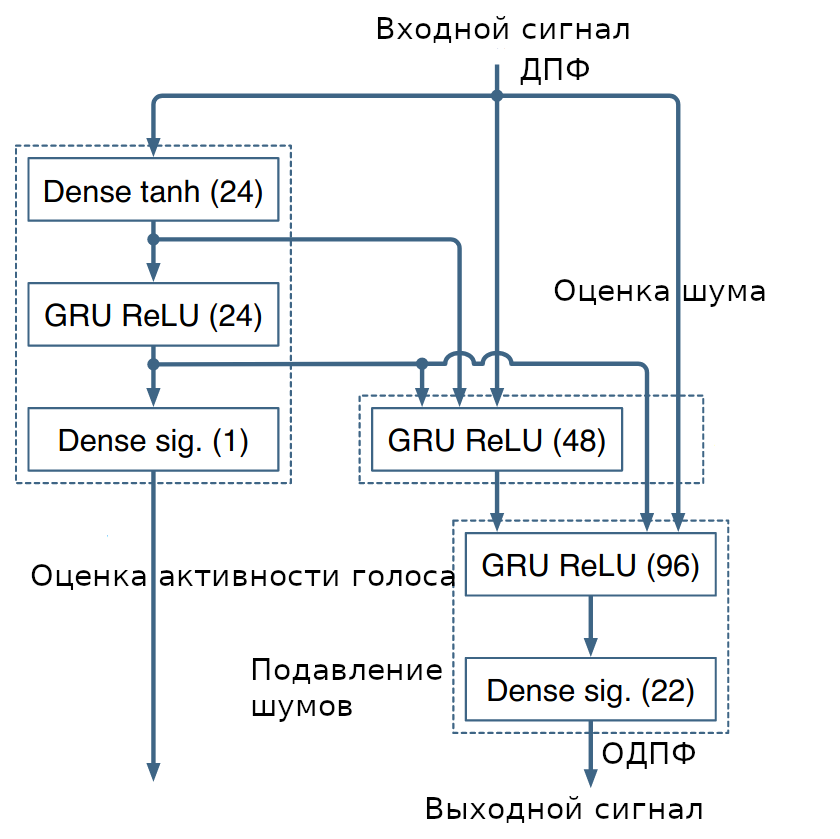 Входной сигнал
ДПФ
Dense tanh (24)
GRU ReLU (24)
Оценка шума
Dense sig. (1)
GRU ReLU (48)
Оценка активности голоса
GRU ReLU (96)
Подавление
шумов
Dense sig. (22)
ОДПФ
Выходной сигнал